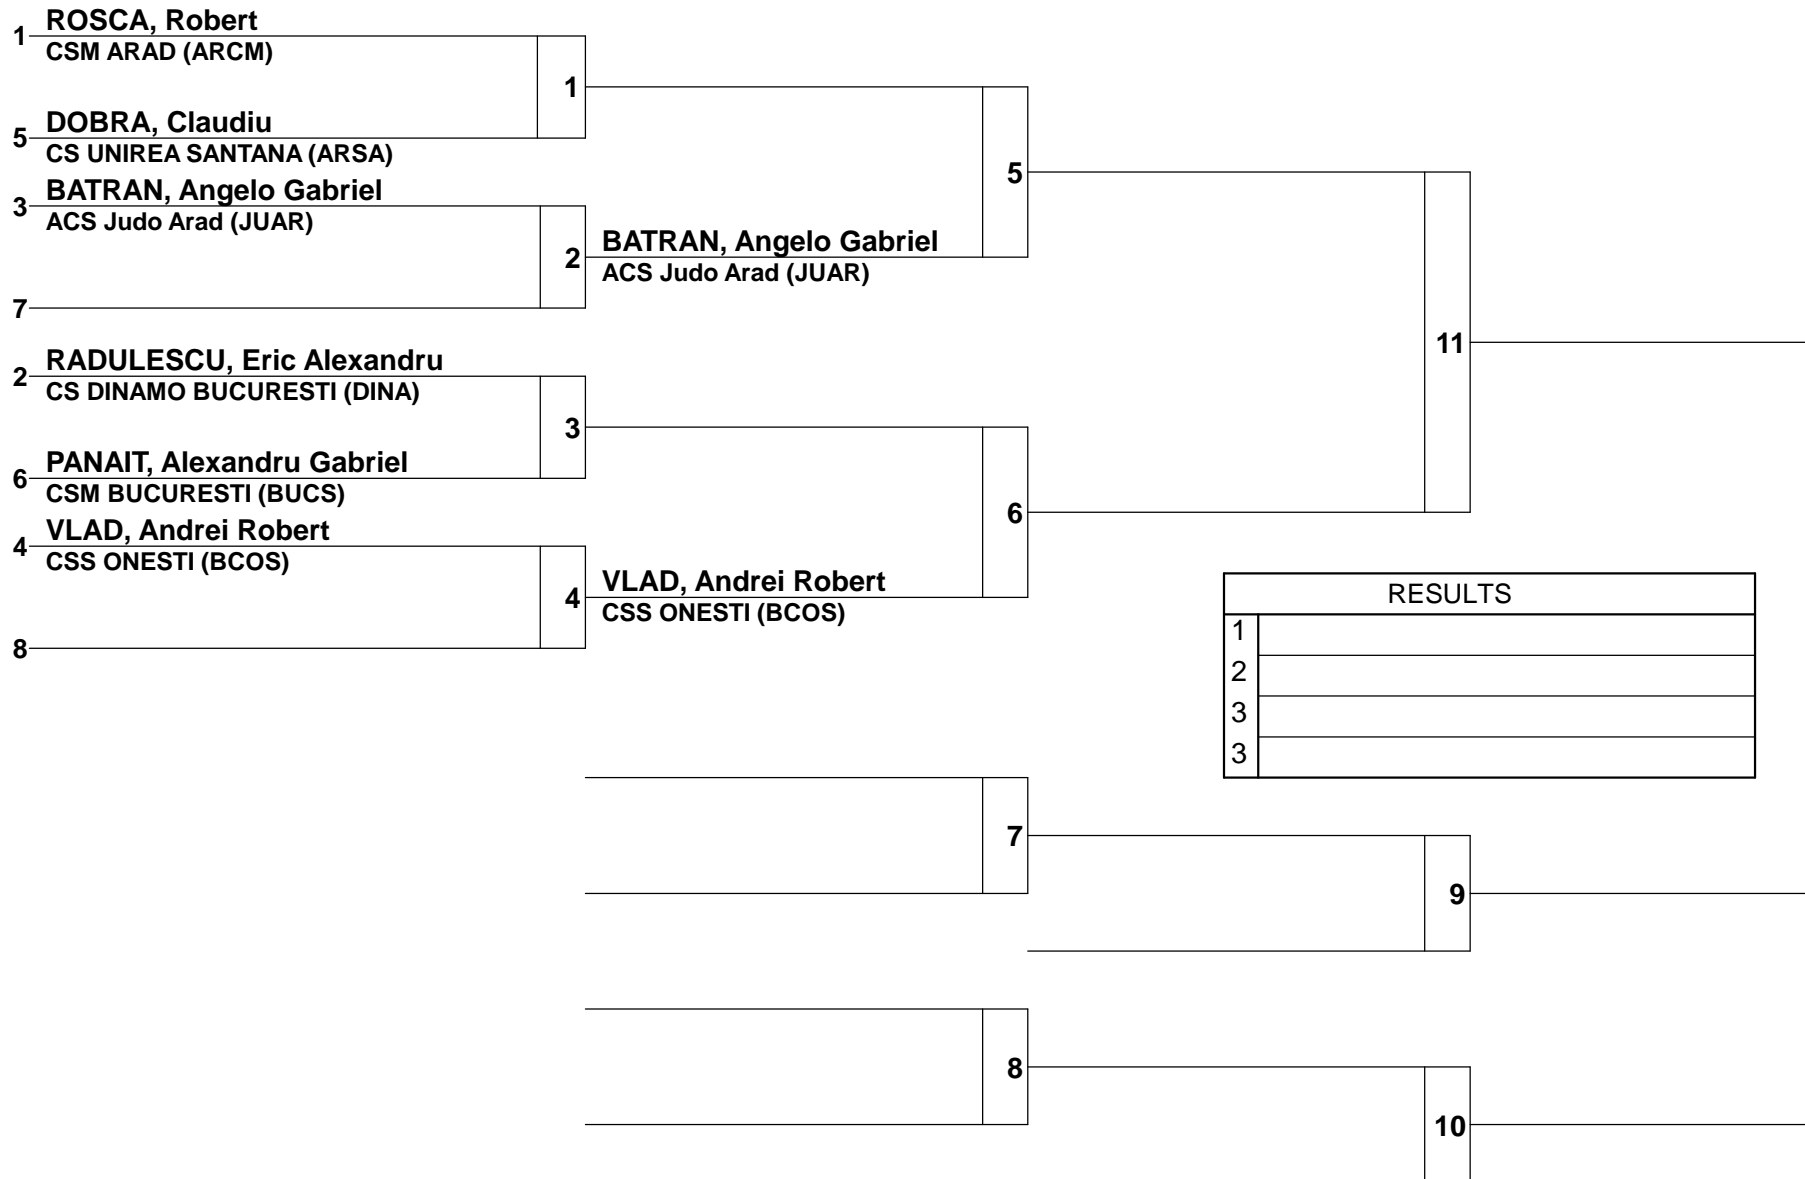 ROSCA, Robert
1
CSM ARAD (ARCM)
1
DOBRA, Claudiu
5
CS UNIREA SANTANA (ARSA)
BATRAN, Angelo Gabriel
3
ACS Judo Arad (JUAR)
5
2
BATRAN, Angelo Gabriel
ACS Judo Arad (JUAR)
7
11
RADULESCU, Eric Alexandru
2
CS DINAMO BUCURESTI (DINA)
3
PANAIT, Alexandru Gabriel
6
CSM BUCURESTI (BUCS)
6
VLAD, Andrei Robert
4
CSS ONESTI (BCOS)
4
VLAD, Andrei Robert
CSS ONESTI (BCOS)
8
RESULTS
1
2
3
3
7
9
8
10